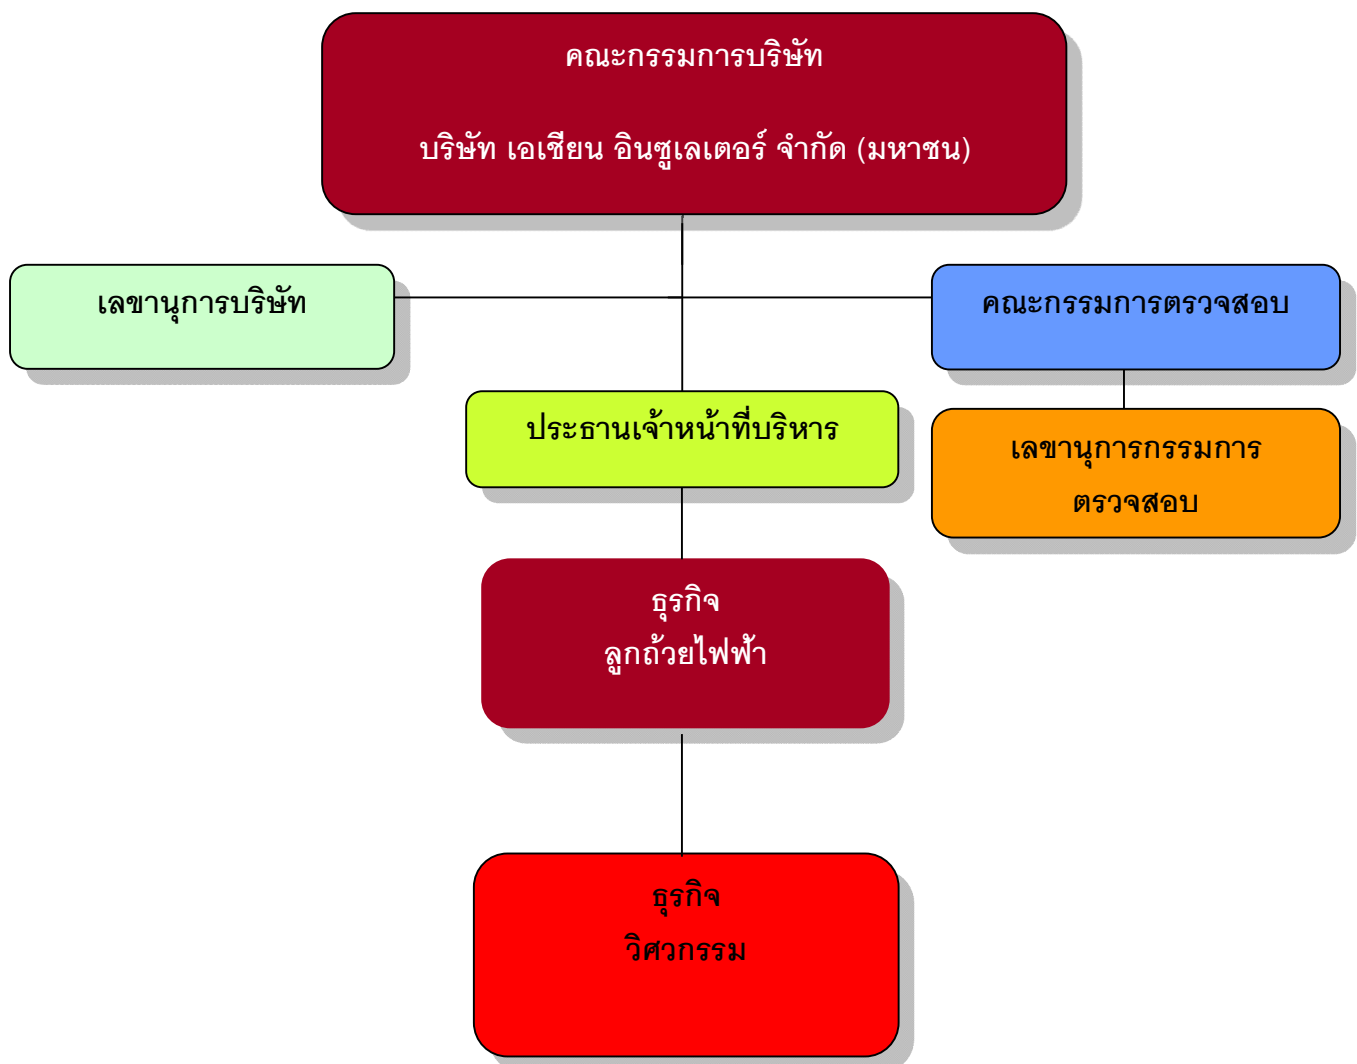 คณะกรรมการบริษัท
บริษัท เอเชียน อินซูเลเตอร์ จำกัด (มหาชน)
เลขานุการบริษัท
คณะกรรมการตรวจสอบ
ประธานเจ้าหน้าที่บริหาร
เลขานุการกรรมการ
ตรวจสอบ
ธุรกิจ
ลูกถ้วยไฟฟ้า
ธุรกิจ
วิศวกรรม